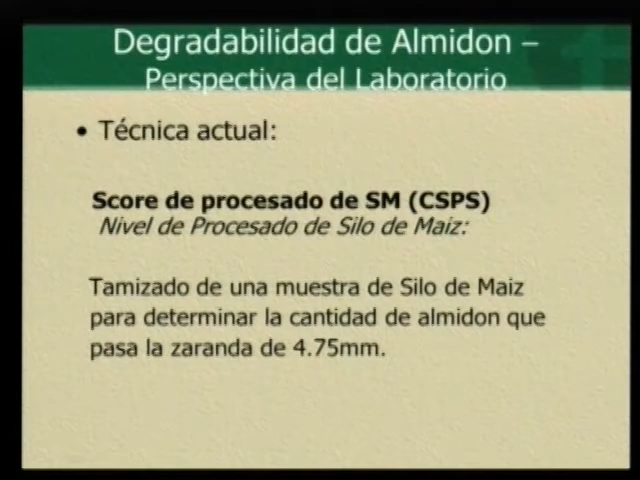 Degradabilidad de Almidon –
Perspectiva del Laboratorio
• Técnica actual:
Score de procesado de SM (CSPS)
Nivel de Procesado de Silo de Maiz:
Tamizado de una muestra de Silo de Maiz
para determinar la cantidad de almidon que
pasa la zaranda de 4.75mm.